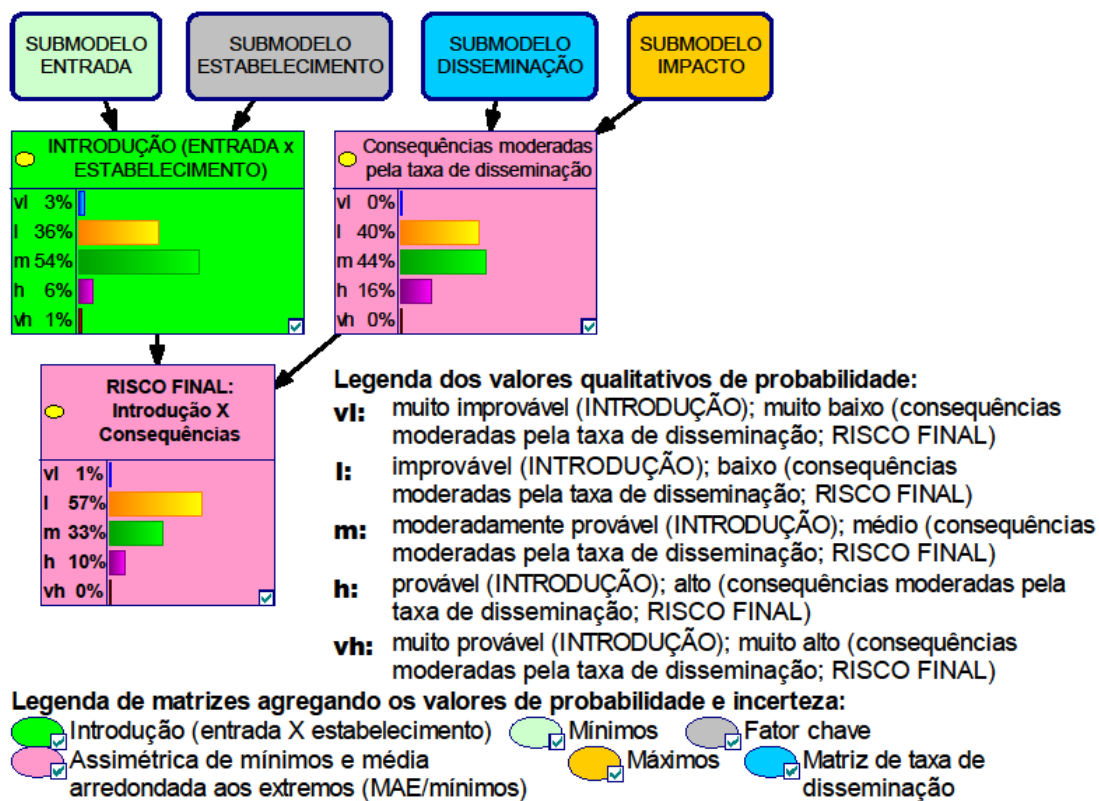 SUBMODELO
ENTRADA
SUBMODELO
ESTABELECIMENTO
SUBMODELO
DISSEMINAÇÃO
SUBMODELO
IMPACTO
INTRODUÇÃO (ENTRADA x
ESTABELECIMENTO)
vl 3%
l 36%
m 54%
h 6%
vh 1%
Consequências moderadas
pela taxa de disseminação
vl 0%
l 40%
m 44%
h 16%
vh 0%
RISCO FINAL:
Introdução X
Consequências
vl 1%
l 57%
m 33%
h 10%
vh 0%
Legenda dos valores qualitativos de probabilidade:
vl: muito improvável (INTRODUÇÃO); muito baixo (consequências
moderadas pela taxa de disseminação; RISCO FINAL)
l: improvável (INTRODUÇÃO); baixo (consequências
moderadas pela taxa de disseminação; RISCO FINAL)
m: moderadamente provável (INTRODUÇÃO); médio (consequências
moderadas pela taxa de disseminação; RISCO FINAL)
h: provável (INTRODUÇÃO); alto (consequências moderadas pela
taxa de disseminação; RISCO FINAL)
vh: muito provável (INTRODUÇÃO); muito alto (consequências
moderadas pela taxa de disseminação; RISCO FINAL)
Legenda de matrizes agregando os valores de probabilidade e incerteza:
Introdução (entrada X estabelecimento) Mínimos Fator chave
Assimétrica de mínimos e média
arredondada aos extremos (MAE/mínimos)
Máximos
Matriz de taxa de
disseminação